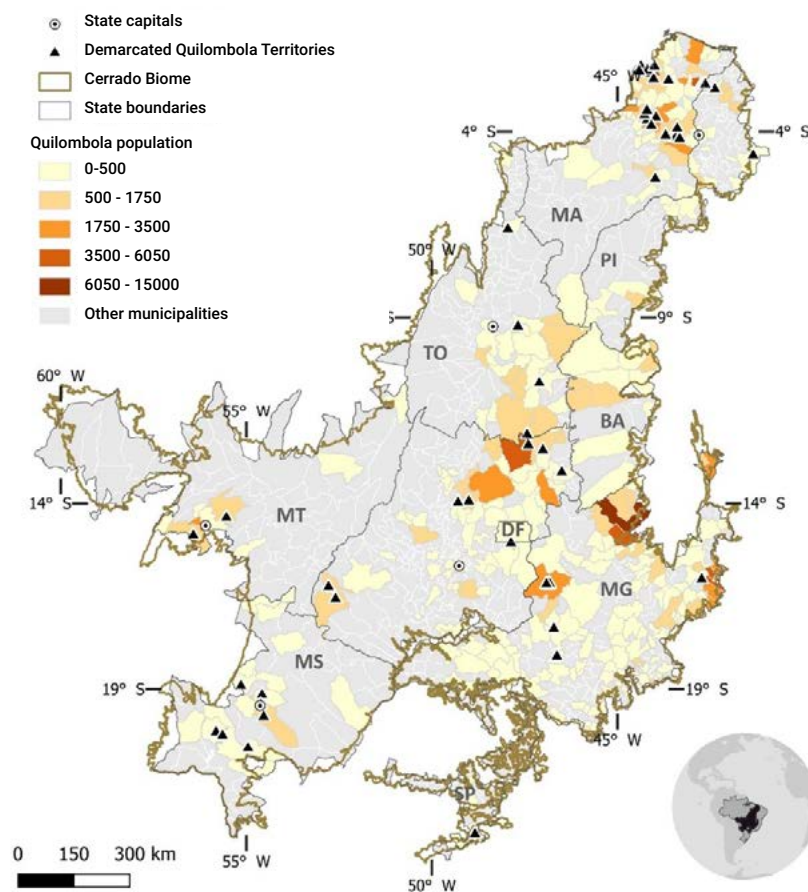 State capitals
Demarcated Quilombola Territories
Cerrado Biome
State boundaries
Quilombola population
0-500
500 - 1750
1750 - 3500
3500 - 6050
6050 - 15000
Other municipalities
45° W
4° S
4° S
MA
50° W
PI
S
9° S
TO
60° W
55° W
BA
14° S
14° S
MT
DF
MG
MS
19° S
19° S
45° W
SP
0 150 300 km
55° W
50° W